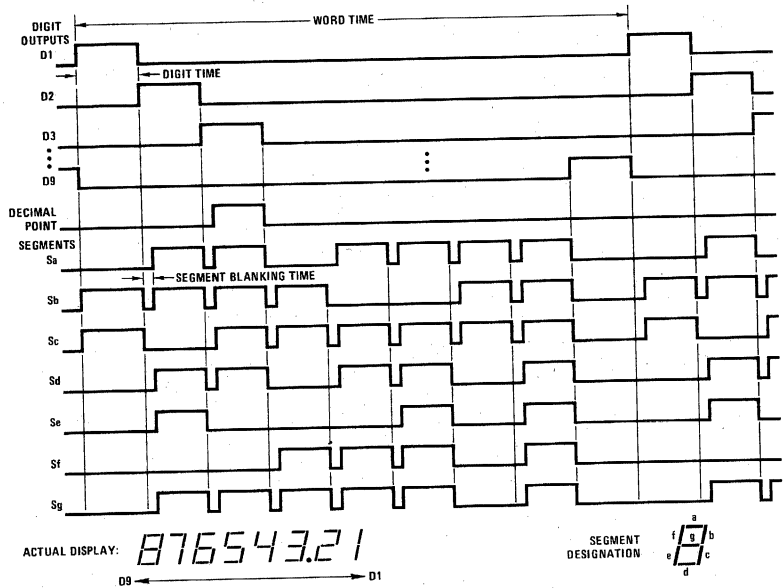 WORD TIME
DIGIT
OUTPUTS
D1
DIGIT TIME
D2
D3
D9
DECIMAL
POINT
SEGMENTS
Sa
SEGMENT BLANKING TIME
Sb
Sc
Sd
Se
Sf
Sg
ACTUAL DISPLAY: 876543.21
D9 D1
SEGMENT
DESIGNATION
a
f g b
e c
d